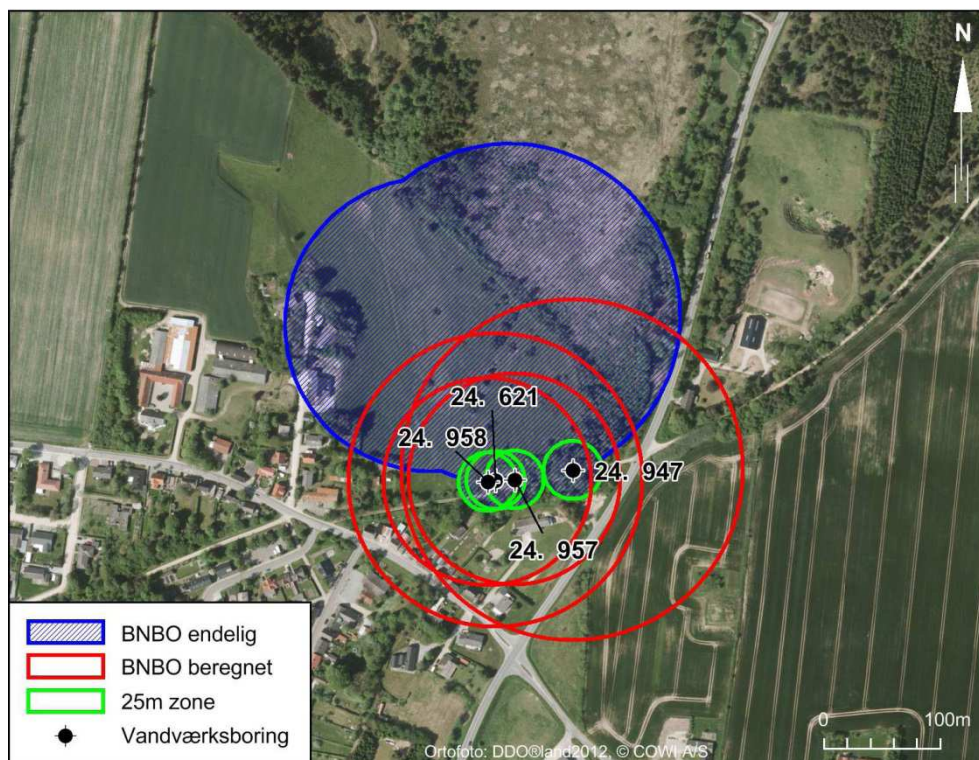 N
24. 621
24. 958
24. 947
24. 957
BNBO endelig
BNBO beregnet
25m zone
Vandværksboring
0 100m
Ortofoto: DDO®land2012, © COWI A/S